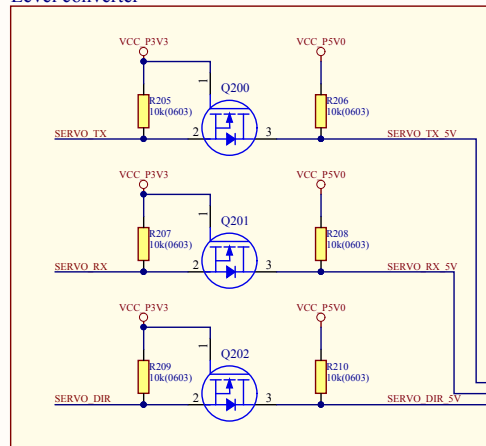 Level converter
VCC_P3V3
VCC_P5V0
1
Q200
R205
10k(0603)
R206
10k(0603)
SERVO_TX
2
3
SERVO_TX_5V
VCC_P3V3
VCC_P5V0
1
Q201
R207
10k(0603)
R208
10k(0603)
SERVO_RX
2
3
SERVO_RX_5V
VCC_P3V3
VCC_P5V0
1
Q202
R209
10k(0603)
R210
10k(0603)
SERVO_DIR
2
3
SERVO_DIR_5V